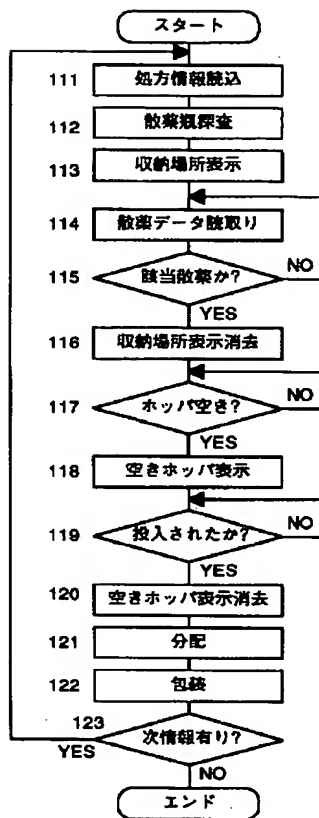 スタート
111 処方情報読込
112 散薬瓶探査
113 収納場所表示
114 散薬データ読取り
115 該当散薬か? NO
YES
116 収納場所表示消去
117 ホッパ空き? NO
YES
118 空きホッパ表示
119 投入されたか? NO
YES
120 空きホッパ表示消去
121 分配
122 包装
123 次情報有り?
YES
NO
エンド